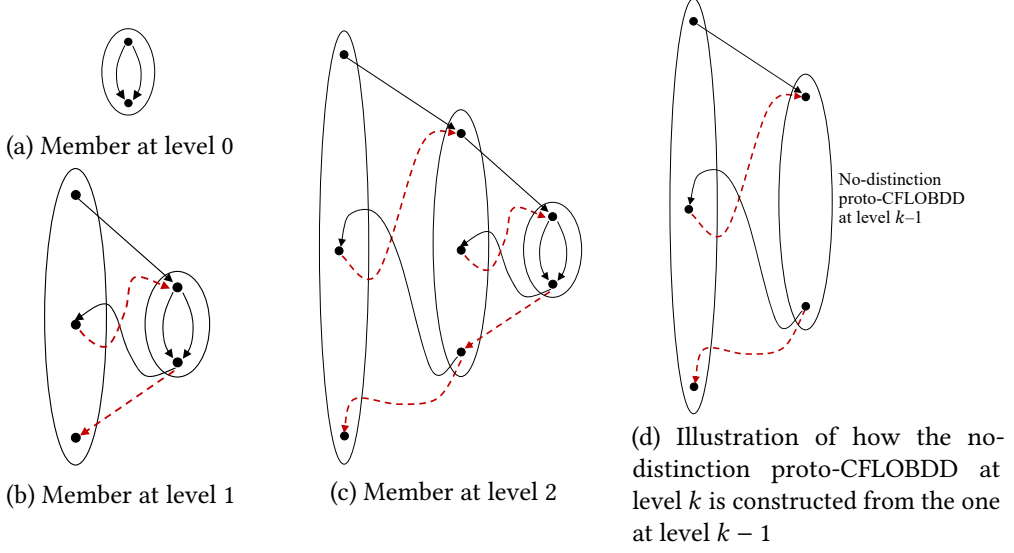 (a) Member at level 0
(b) Member at level 1
(c) Member at level 2
No-distinction
proto-CFLOBDD
at level k–1
(d) Illustration of how the no-
distinction proto-CFLOBDD at
level k is constructed from the one
at level k − 1